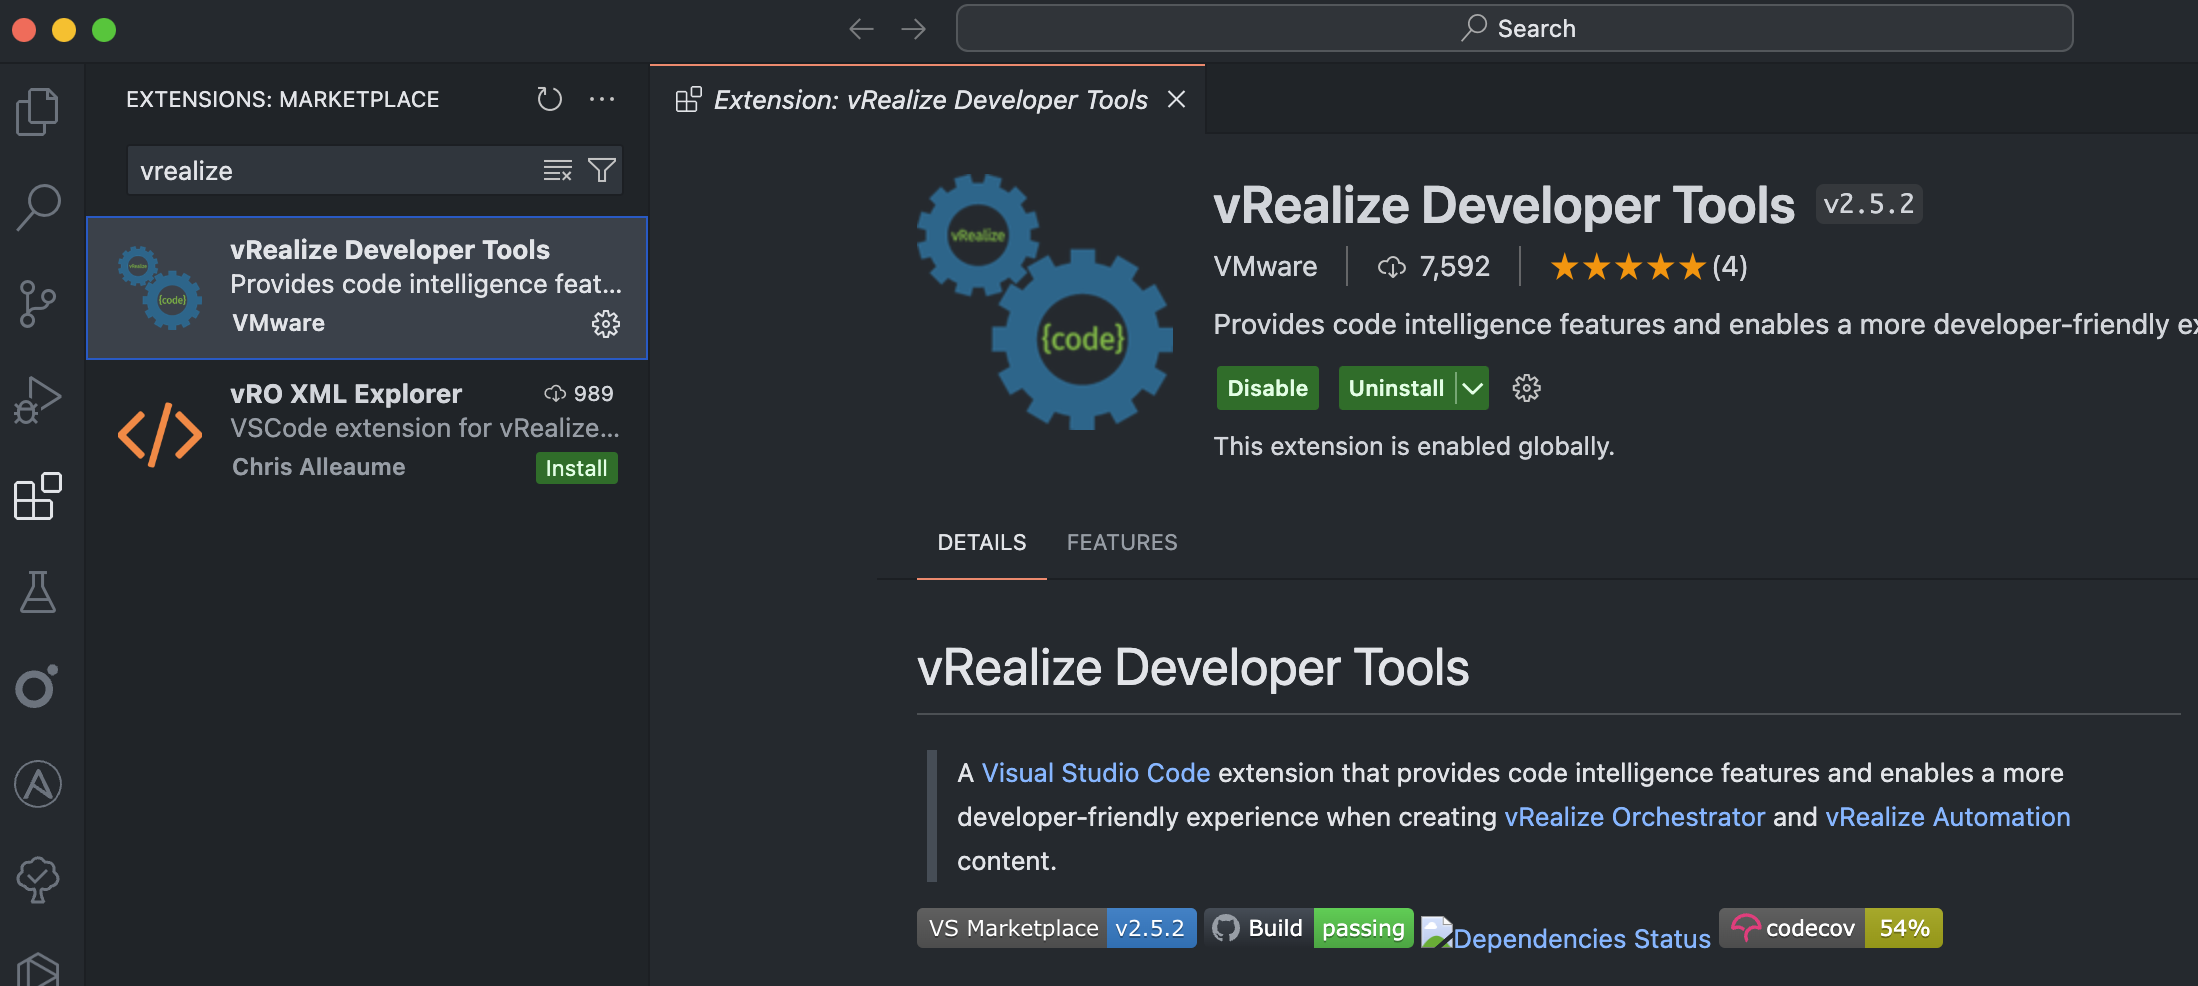 Search
EXTENSIONS: MARKETPLACE
vrealize
vRealize Developer Tools
Provides code intelligence feat...
VMware
{code}
vRO XML Explorer 989
VSCode extension for vRealize...
Chris Alleaume Install
Extension: vRealize Developer Tools
vRealize
{code}
vRealize Developer Tools v2.5.2
VMware 7,592 ★★★★★(4)
Provides code intelligence features and enables a more developer-friendly ex
Disable Uninstall
This extension is enabled globally.
DETAILS FEATURES
vRealize Developer Tools
A Visual Studio Code extension that provides code intelligence features and enables a more
developer-friendly experience when creating vRealize Orchestrator and vRealize Automation
content.
VS Marketplace v2.5.2 Build passing Dependencies Status codecov 54%